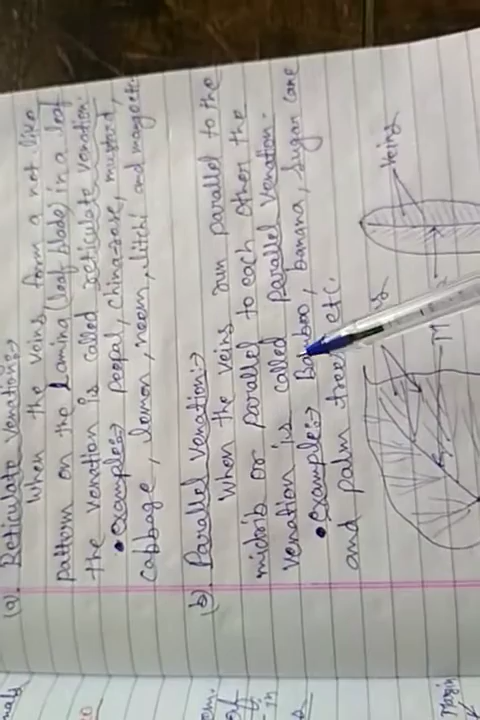 (a). Reticulate Venation:→
When the veins form a net like
pattern on the lamina (leaf blade) in a leaf
the venation is called reticulate venation.
• examples:→ peepal, china-rose, mustard,
cabbage, lemon, neem, litchi and mango etc.
(b). Parallel Venation:→
When the veins run parallel to the
midrib or parallel to each other the
Venation is called Parallel Venation.
• examples:→ Bamboo, banana, Sugar cane
and palm tree etc.
Veins
Margin